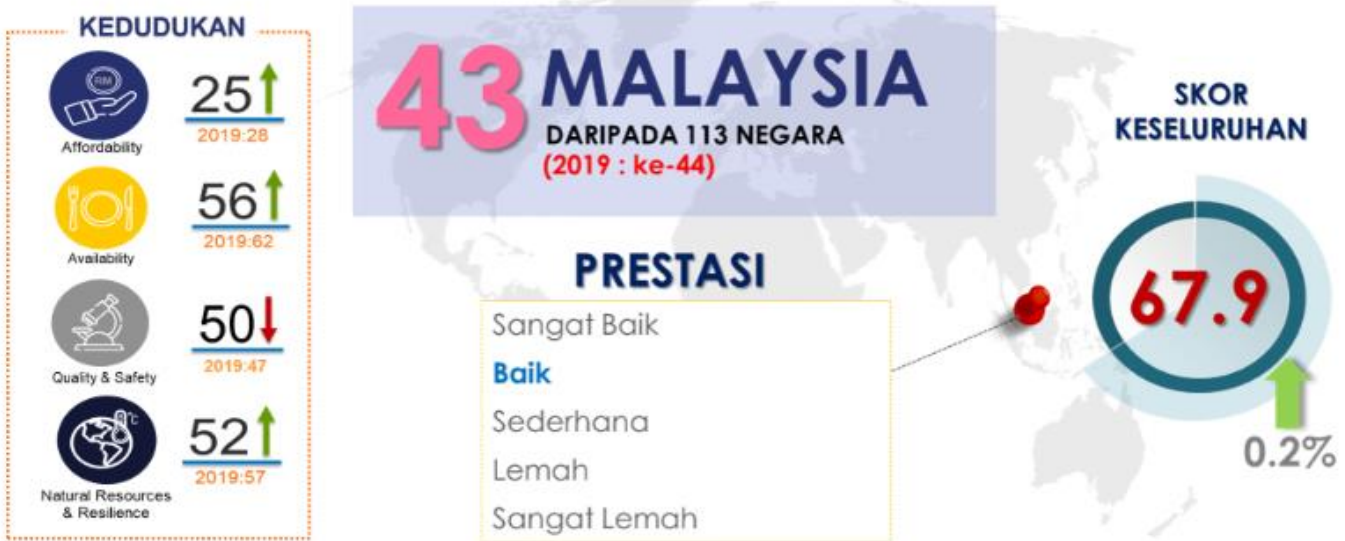 KEDUDUKAN
RM
25
2019:28
Affordability
56
2019:62
Availability
50
2019:47
Quality & Safety
°C
52
2019:57
Natural Resources
& Resilience
43 MALAYSIA
DARIPADA 113 NEGARA
(2019 : ke-44)
PRESTASI
Sangat Baik
Baik
Sederhana
Lemah
Sangat Lemah
SKOR
KESELURUHAN
67.9
0.2%